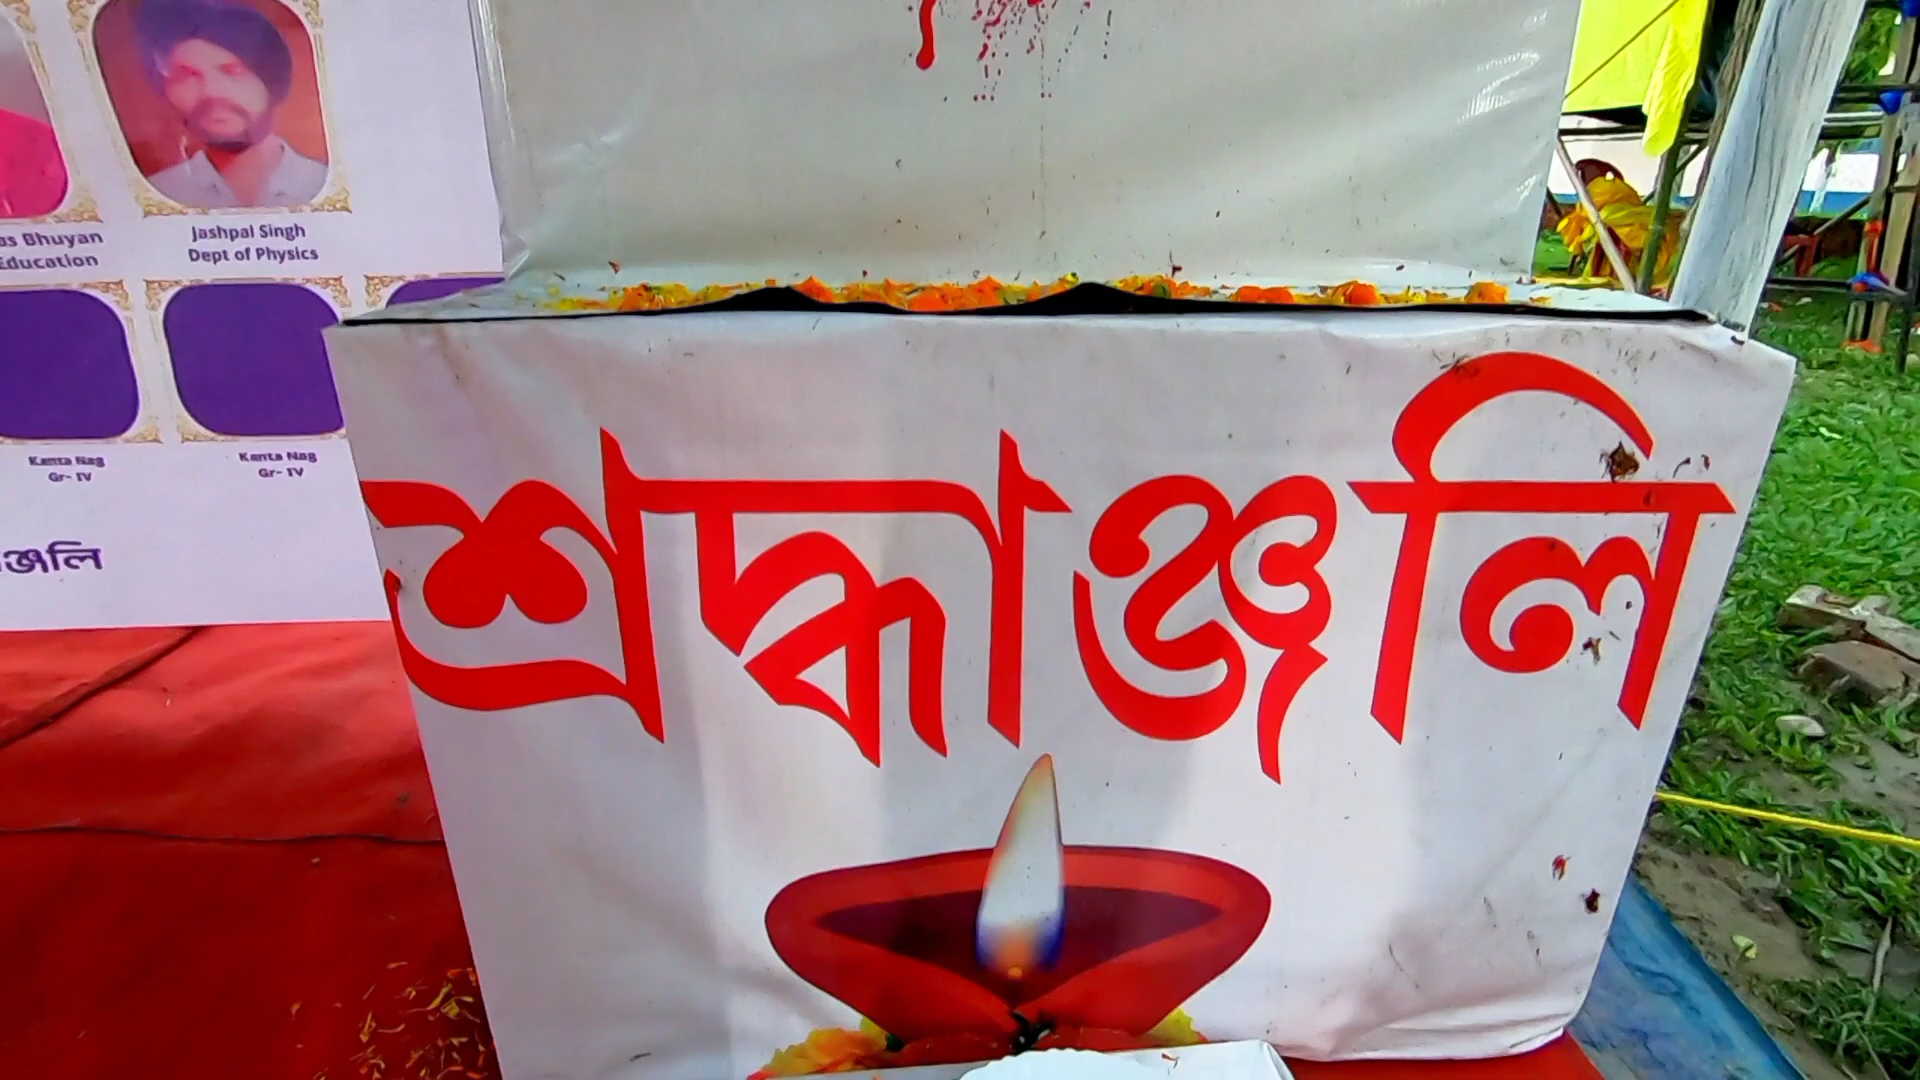 as Bhuyan
Education
Jashpal Singh
Dept of Physics
Kanta Nag
Gr- IV
Kanta Nag
Gr- IV
ঞ্জলি
শ্রদ্ধাঞ্জলি